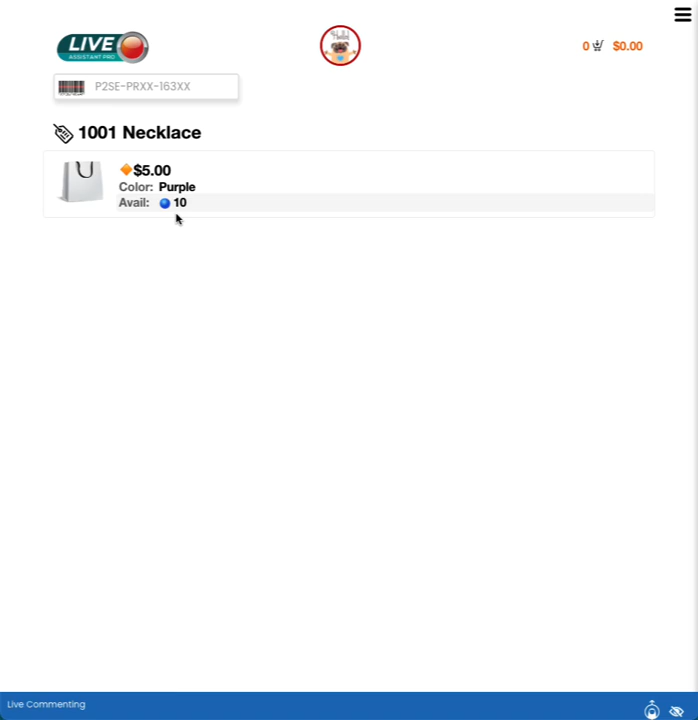 LIVE
ASSISTANT PRO
0 $0.00
P2SE-PRXX-163XX
1001 Necklace
$5.00
Color: Purple
Avail: 10
Live Commenting